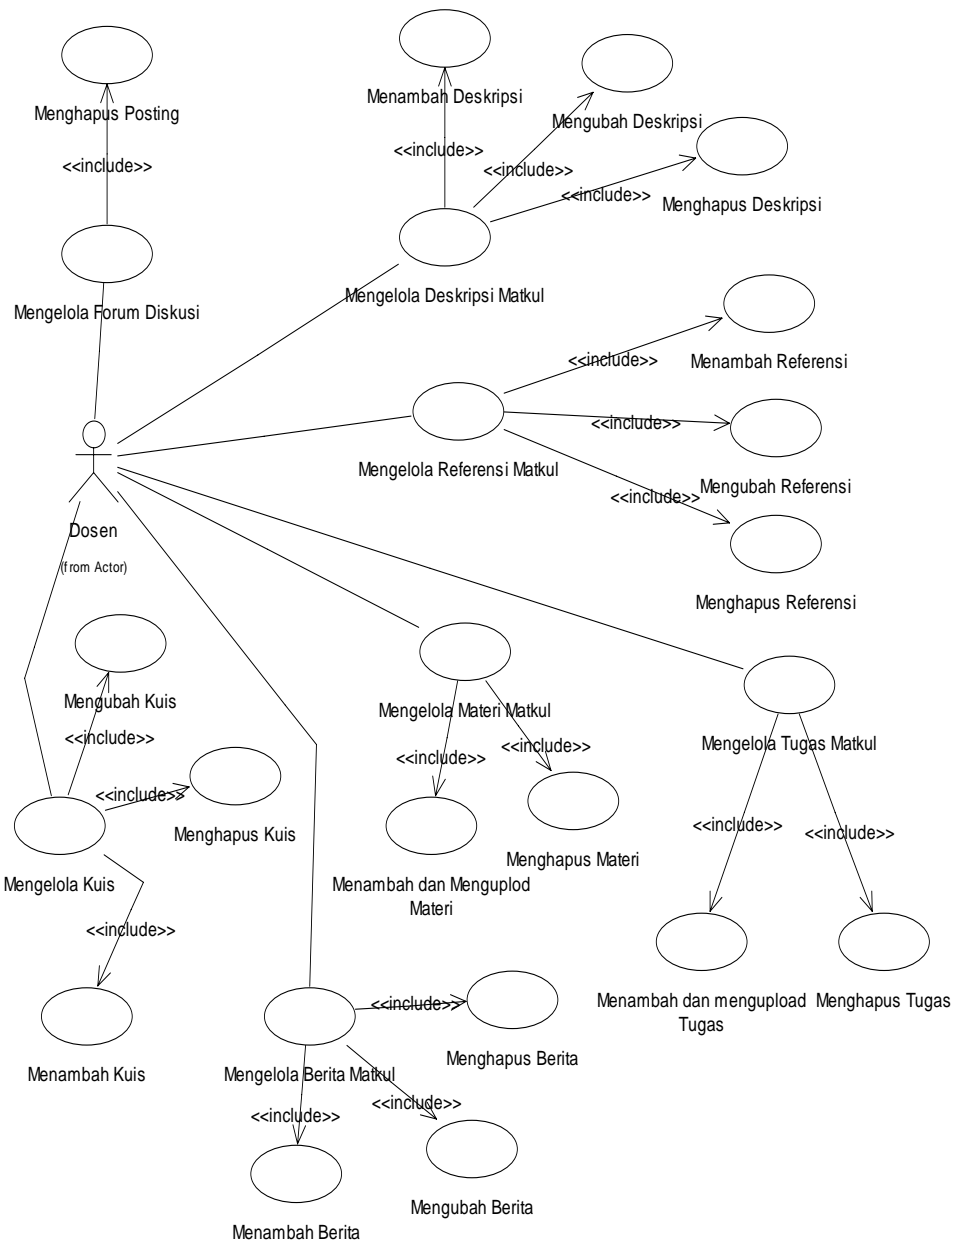 Menghapus Posting
<<include>>
Mengelola Forum Diskusi
Menambah Deskripsi
Mengubah Deskripsi
<<include>>
<<include>>
<<include>>
Menghapus Deskripsi
Mengelola Deskripsi Matkul
<<include>>
Menambah Referensi
<<include>>
Mengelola Referensi Matkul
Mengubah Referensi
<<include>>
Menghapus Referensi
Dosen
(from Actor)
Mengubah Kuis
<<include>>
<<include>>
Menghapus Kuis
Mengelola Kuis
<<include>>
Menambah Kuis
Mengelola Materi Matkul
<<include>>
<<include>>
Menghapus Materi
Menambah dan Menguplod
Materi
Mengelola Tugas Matkul
<<include>>
<<include>>
Menambah dan mengupload
Tugas
Menghapus Tugas
<<include>>
Menghapus Berita
Mengelola Berita Matkul
<<include>>
<<include>>
Mengubah Berita
Menambah Berita